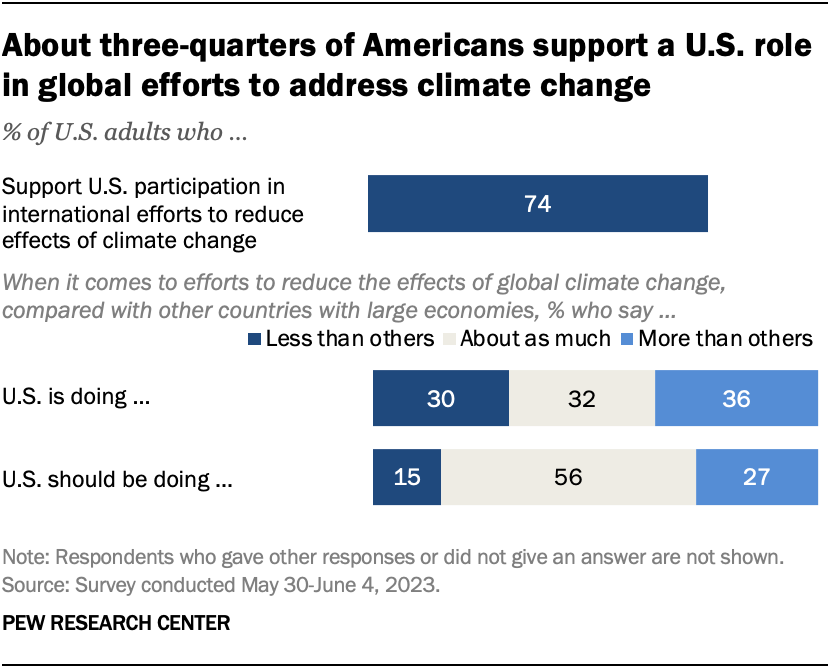 About three-quarters of Americans support a U.S. role
in global efforts to address climate change
% of U.S. adults who ...
Support U.S. participation in
international efforts to reduce
effects of climate change
74
When it comes to efforts to reduce the effects of global climate change,
compared with other countries with large economies, % who say ...
Less than others About as much More than others
U.S. is doing ... 30 32 36
U.S. should be doing ... 15 56 27
Note: Respondents who gave other responses or did not give an answer are not shown.
Source: Survey conducted May 30-June 4, 2023.
PEW RESEARCH CENTER